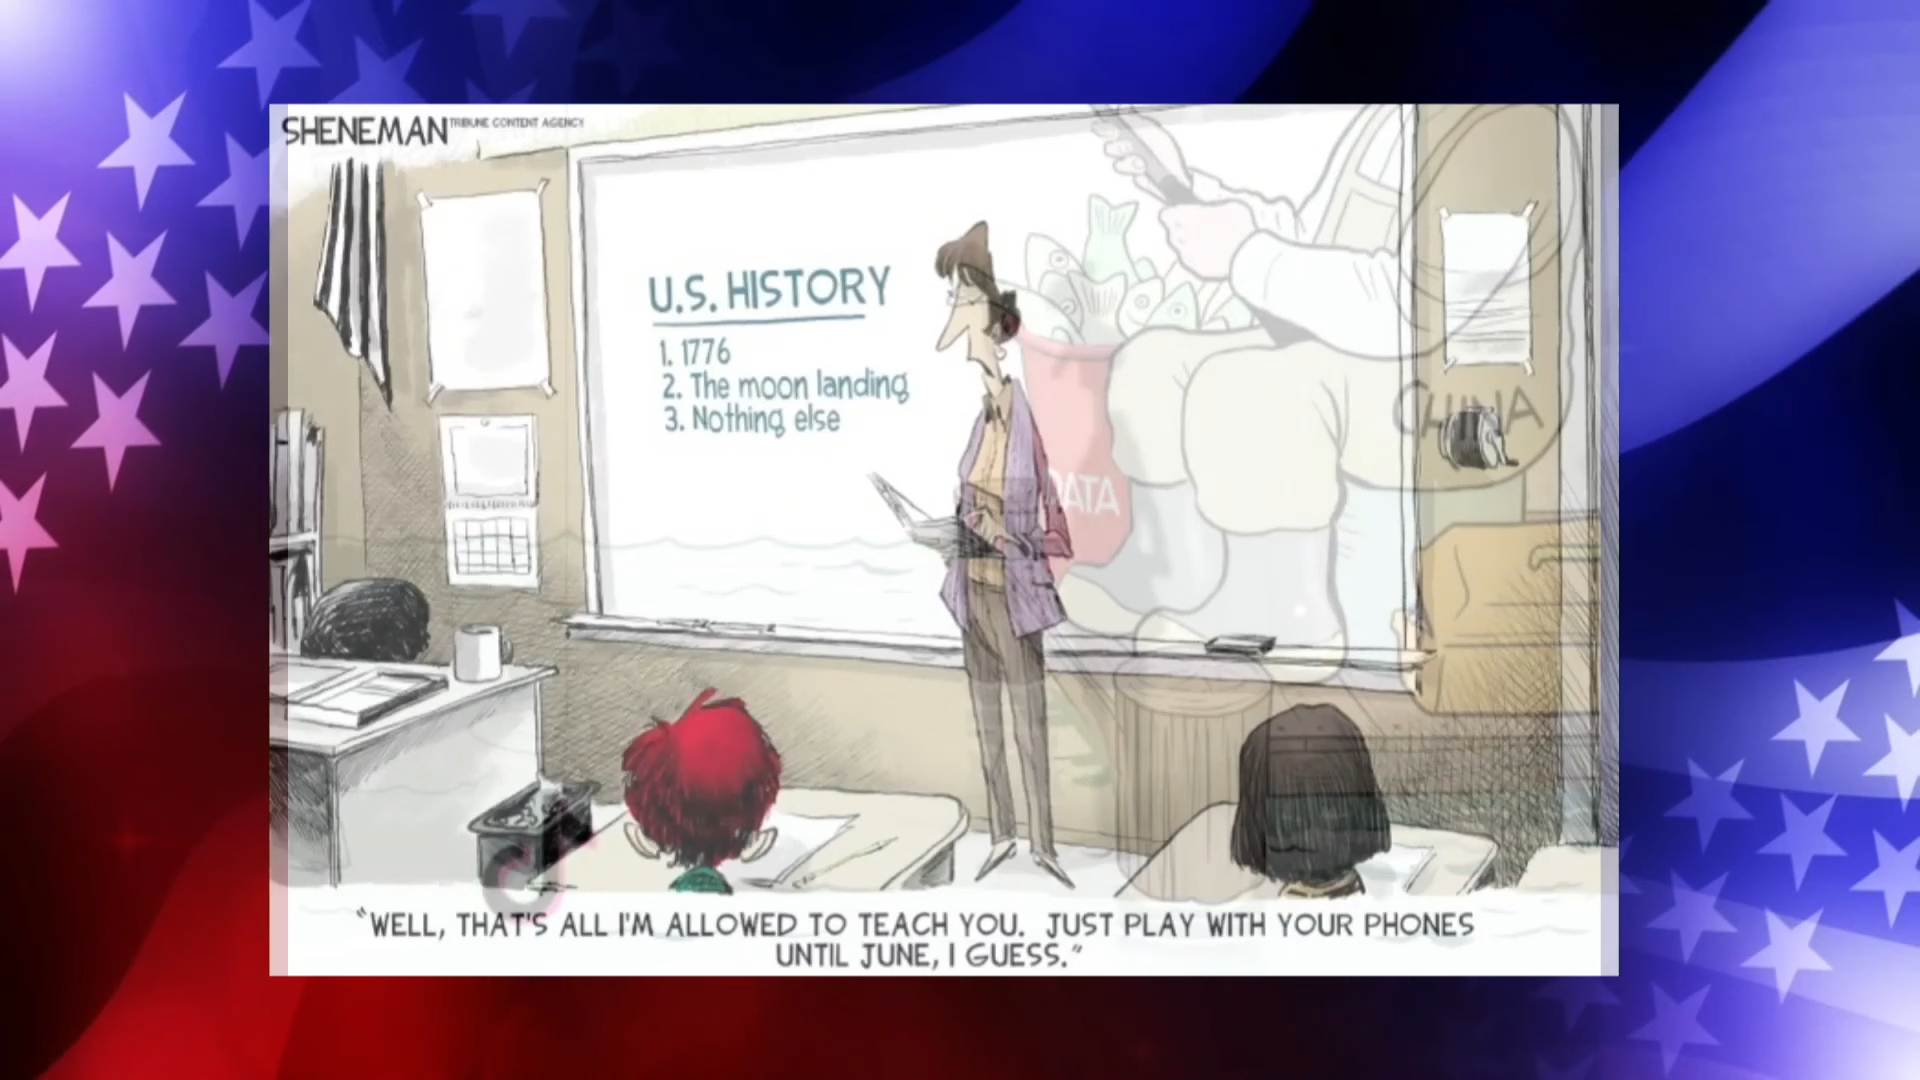 SHENEMAN TRIBUNE CONTENT AGENCY
U.S. HISTORY
1. 1776
2. The moon landing
3. Nothing else
CHINA
DATA
"WELL, THAT'S ALL I'M ALLOWED TO TEACH YOU. JUST PLAY WITH YOUR PHONES
UNTIL JUNE, I GUESS."